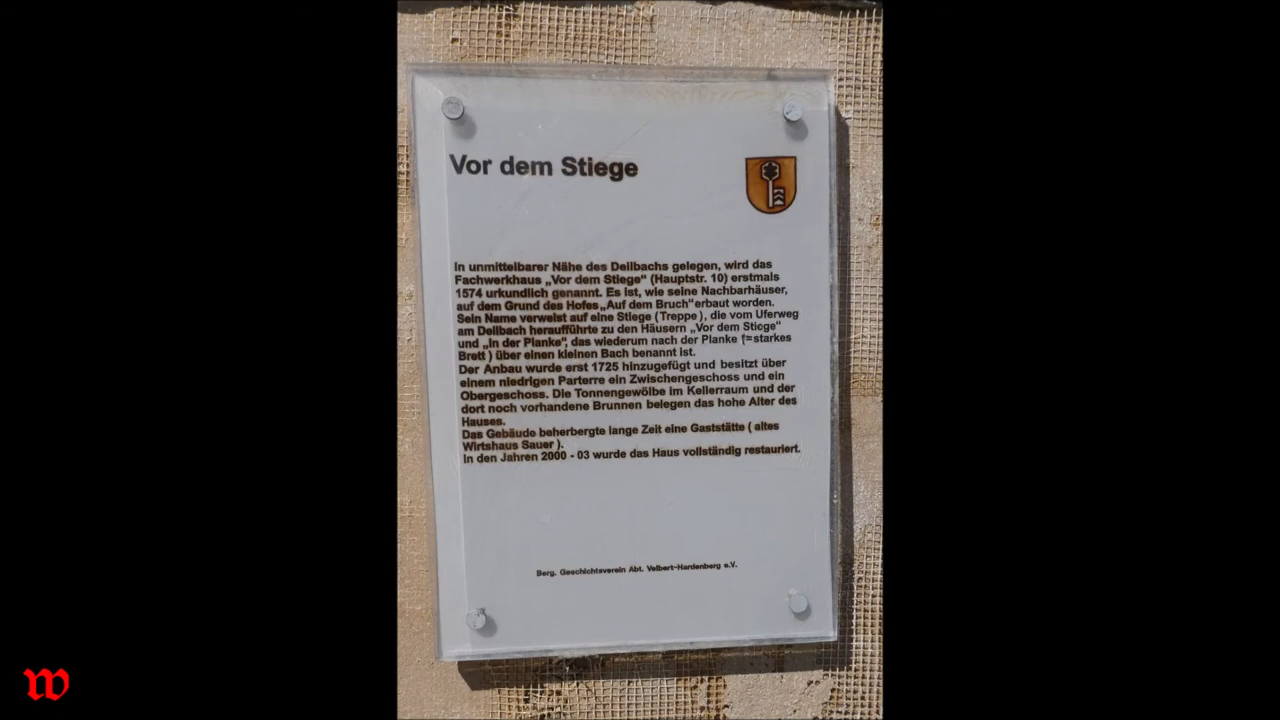 Vor dem Stiege
In unmittelbarer Nähe des Deilbachs gelegen, wird das
Fachwerkhaus „Vor dem Stiege“ (Hauptstr. 10) erstmals
1574 urkundlich genannt. Es ist, wie seine Nachbarhäuser,
auf dem Grund des Hofes „Auf dem Bruch“ erbaut worden.
Sein Name verweist auf eine Stiege (Treppe), die vom Uferweg
am Deilbach heraufführte zu den Häusern „Vor dem Stiege“
und „In der Planke“, das wiederum nach der Planke (=starkes
Brett ) über einen kleinen Bach benannt ist.
Der Anbau wurde erst 1725 hinzugefügt und besitzt über
einem niedrigen Parterre ein Zwischengeschoss und ein
Obergeschoss. Die Tonnengewölbe im Kellerraum und der
dort noch vorhandene Brunnen belegen das hohe Alter des
Hauses.
Das Gebäude beherbergte lange Zeit eine Gaststätte ( altes
Wirtshaus Sauer ).
In den Jahren 2000 - 03 wurde das Haus vollständig restauriert.
Berg. Geschichtsverein Abt. Velbert-Hardenberg e.V.
W